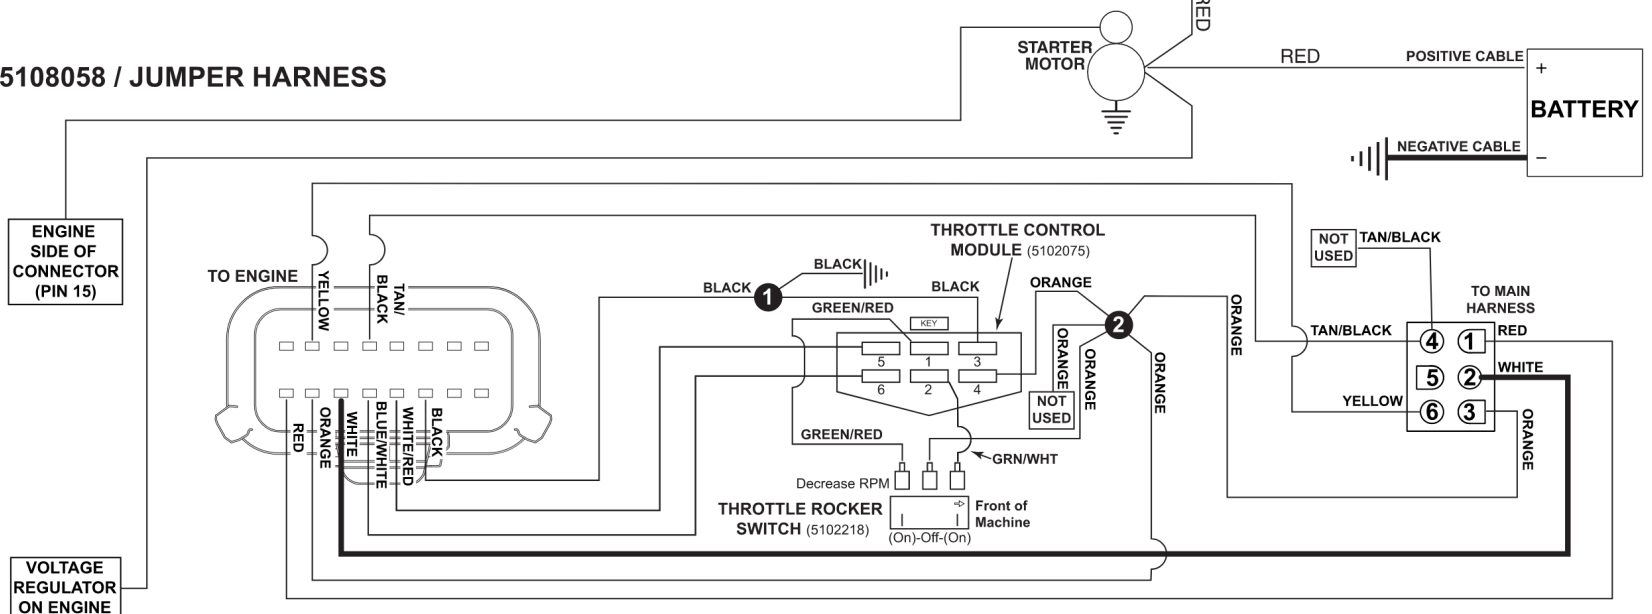 RED
STARTER
MOTOR
RED
POSITIVE CABLE
+
BATTERY
5108058 / JUMPER HARNESS
NEGATIVE CABLE
–
ENGINE
SIDE OF
CONNECTOR
(PIN 15)
THROTTLE CONTROL
MODULE (5102075)
NOT
USED
TAN/BLACK
TO ENGINE
YELLOW
TAN/
BLACK
BLACK
BLACK
1
BLACK
ORANGE
GREEN/RED
KEY
2
ORANGE
TO MAIN
HARNESS
TAN/BLACK
4
1
RED
5
1
3
6
2
4
ORANGE
ORANGE
ORANGE
NOT
USED
5
2
WHITE
YELLOW
6
3
ORANGE
RED
ORANGE
WHITE
BLUE/WHITE
WHITE/RED
BLACK
GREEN/RED
GRN/WHT
Decrease RPM
THROTTLE ROCKER
SWITCH (5102218)
Front of
Machine
(On)-Off-(On)
VOLTAGE
REGULATOR
ON ENGINE